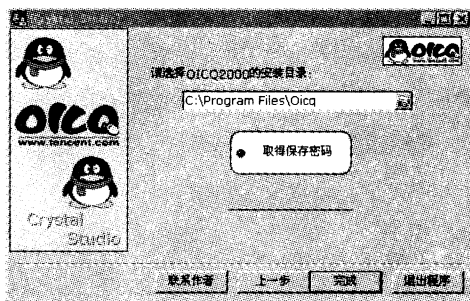 OICQ
www.tencent.com
Crystal
Studio
OICQ
请选择OICQ2000的安装目录:
C:\Program Files\Oicq
取得保存密码
联系作者
上一步
完成
退出程序